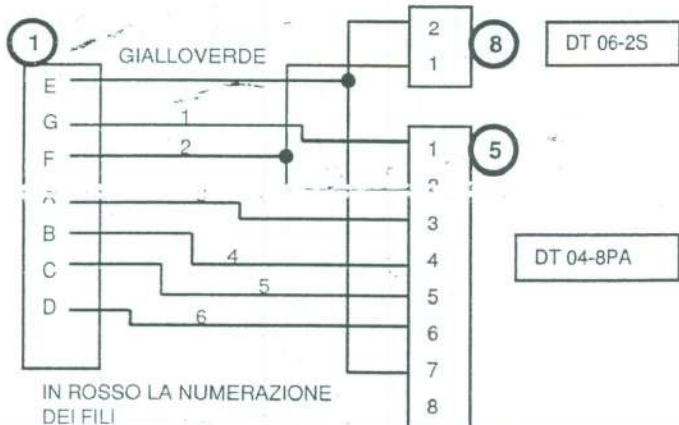 1
GIALLOVERDE
2
8
DT 06-2S
1
E
G
1
1
5
F
2
3
B
4
4
DT 04-8PA
C
5
5
D
6
6
7
IN ROSSO LA NUMERAZIONE
DEI FILI
8